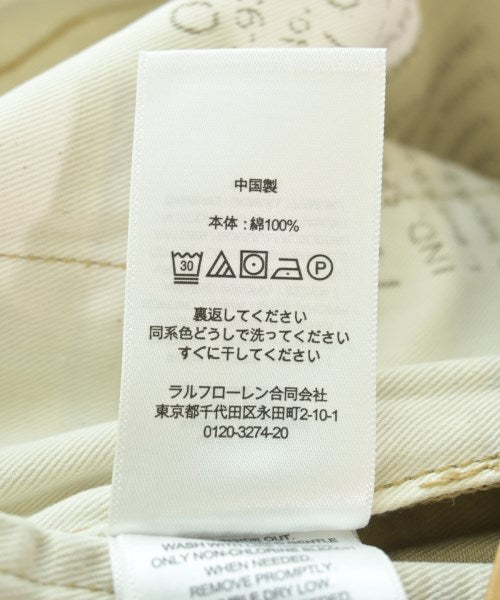 中国製
本体：綿100%
30
P
裏返してください
同系色どうしで洗ってください
すぐに干してください
ラルフローレン合同会社
東京都千代田区永田町2-10-1
0120-3274-20
WASH INSIDE OUT.
ONLY NON-CHLORINE BLEACH
WHEN NEEDED.
REMOVE PROMPTLY.
TUMBLE DRY LOW.